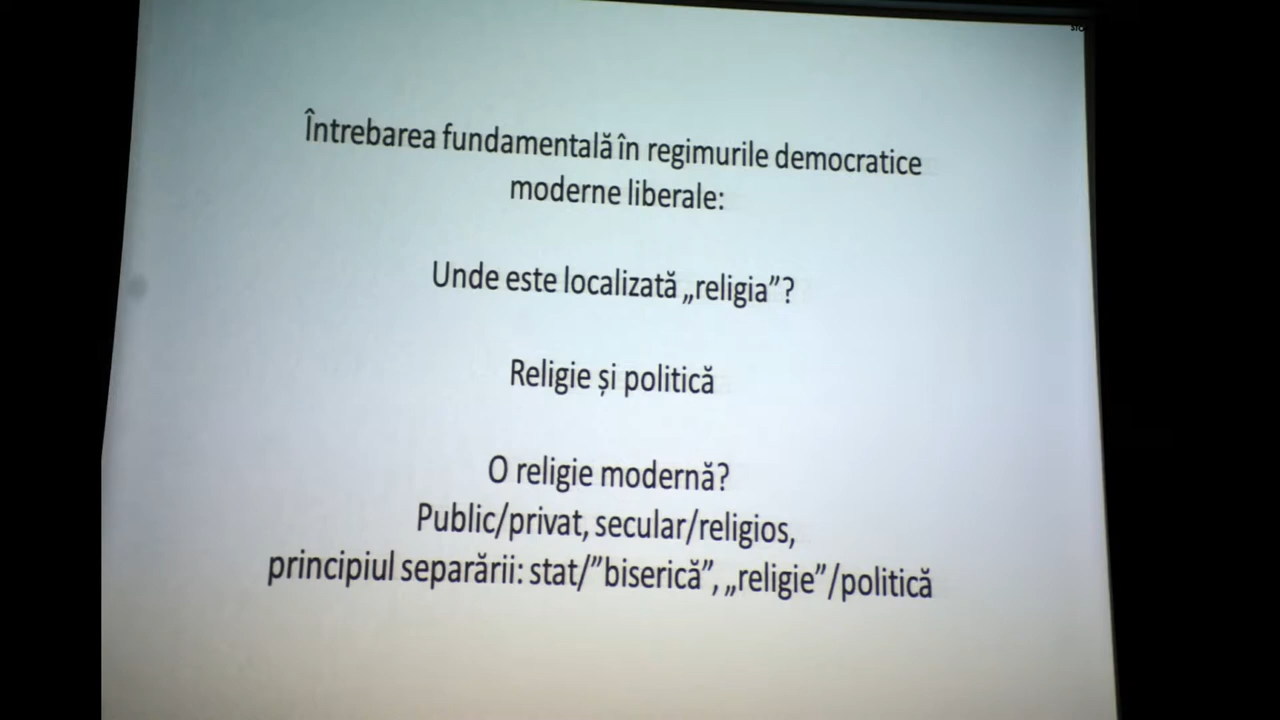 Întrebarea fundamentală în regimurile democratice
moderne liberale:
Unde este localizată „religia”?
Religie și politică
O religie modernă?
Public/privat, secular/religios,
principiul separării: stat/”biserică”, „religie”/politică